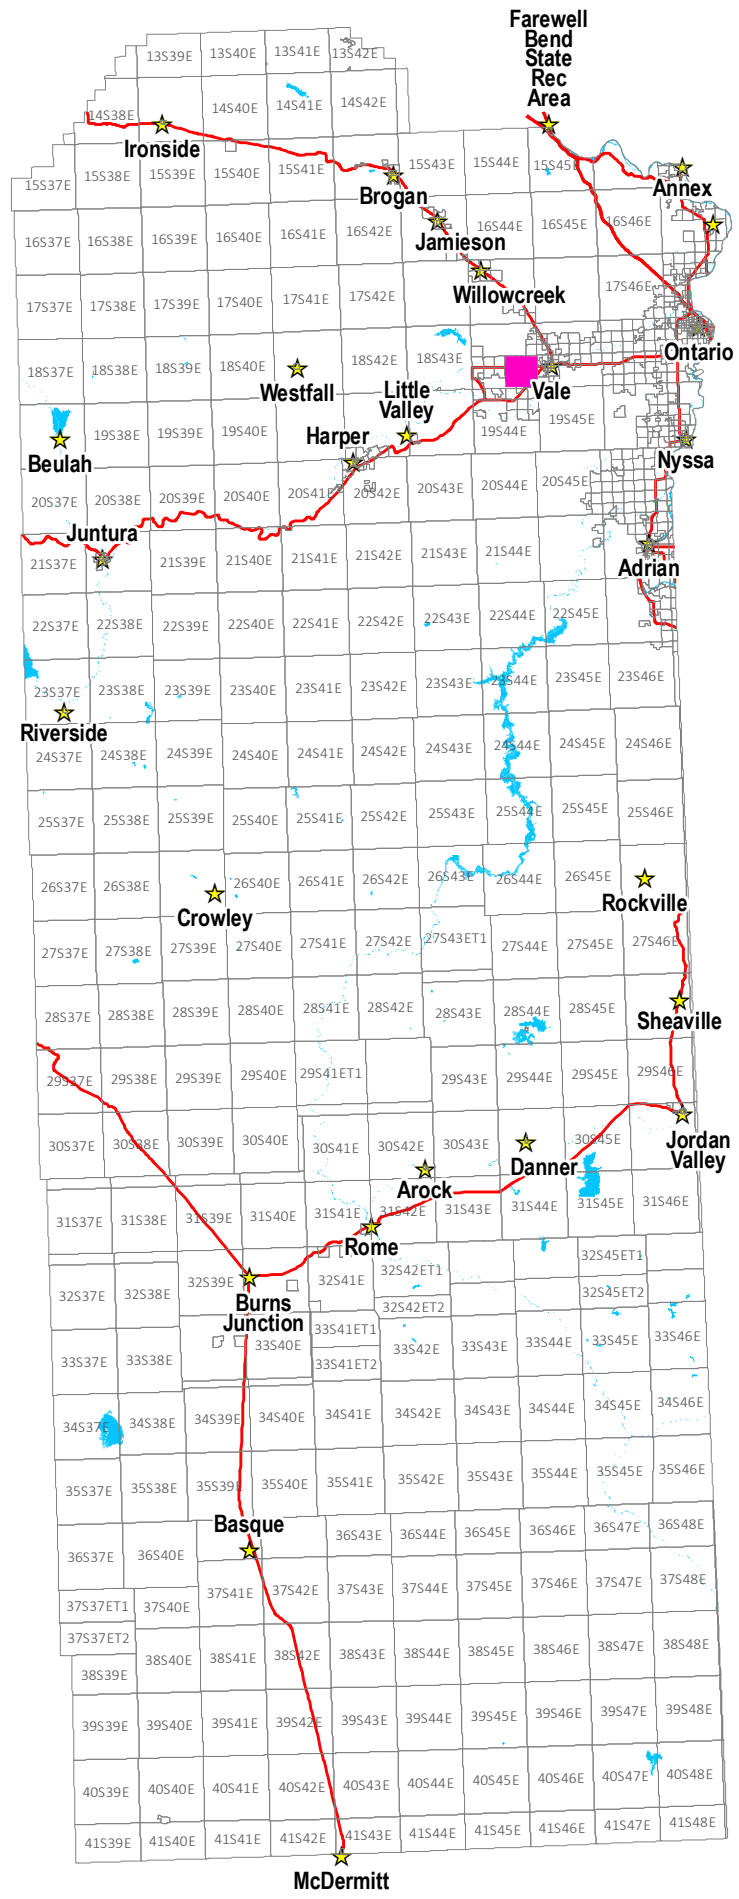 Farewell
Bend
State
Rec
Area
13S39E 13S40E 13S41E 13S42E
14S38E 14S40E 14S41E 14S42E
Ironside
15S37E 15S38E 15S39E 15S40E 15S41E 15S43E 15S44E 15S45E
Brogan
Annex
16S37E 16S38E 16S39E 16S40E 16S41E 16S42E 16S44E 16S46E
Jamieson
17S37E 17S38E 17S39E 17S40E 17S41E 17S42E 17S46E
Willowcreek
Ontario
18S37E 18S38E 18S39E 18S40E 18S42E 18S43E
Westfall
Vale
Little
Valley
19S38E 19S39E 19S40E 19S44E 19S45E
Harper
Beulah
Nyssa
20S37E 20S38E 20S39E 20S40E 20S41E 20S42E 20S43E 20S44E 20S45E
Juntura
21S37E 21S39E 21S40E 21S41E 21S42E 21S43E 21S44E
Adrian
22S37E 22S38E 22S39E 22S40E 22S41E 22S42E 22S43E 22S44E 22S45E
23S37E 23S38E 23S39E 23S40E 23S41E 23S42E 23S43E 23S44E 23S45E 23S46E
Riverside
24S37E 24S38E 24S39E 24S40E 24S41E 24S42E 24S43E 24S44E 24S45E 24S46E
25S37E 25S38E 25S39E 25S40E 25S41E 25S42E 25S43E 25S44E 25S45E 25S46E
26S37E 26S38E 26S40E 26S41E 26S42E 26S43E 26S44E 26S45E
Rockville
Crowley
27S37E 27S38E 27S39E 27S40E 27S41E 27S42E 27S43ET1 27S44E 27S45E 27S46E
28S37E 28S38E 28S39E 28S40E 28S41E 28S42E 28S43E 28S44E 28S45E
Sheaville
29S37E 29S38E 29S39E 29S40E 29S41ET1 29S43E 29S44E 29S45E 29S46E
30S37E 30S38E 30S39E 30S40E 30S41E 30S42E 30S43E 30S45E
Jordan
Valley
Danner
Arock
31S37E 31S38E 31S39E 31S40E 31S41E 31S42E 31S43E 31S44E 31S45E 31S46E
Rome
32S37E 32S38E 32S39E 32S41E 32S42ET1 32S45ET1
32S42ET2 32S45ET2
Burns
Junction
33S37E 33S38E 33S40E 33S41ET1 33S42E 33S43E 33S44E 33S45E 33S46E
33S41ET2
34S37E 34S38E 34S39E 34S40E 34S41E 34S42E 34S43E 34S44E 34S45E 34S46E
35S37E 35S38E 35S39E 35S40E 35S41E 35S42E 35S43E 35S44E 35S45E 35S46E
Basque
36S37E 36S40E 36S43E 36S44E 36S45E 36S46E 36S47E 36S48E
37S37ET1 37S40E 37S41E 37S42E 37S43E 37S44E 37S45E 37S46E 37S47E 37S48E
37S37ET2
38S39E 38S40E 38S41E 38S42E 38S43E 38S44E 38S45E 38S46E 38S47E 38S48E
39S39E 39S40E 39S41E 39S42E 39S43E 39S44E 39S45E 39S46E 39S47E 39S48E
40S39E 40S40E 40S41E 40S42E 40S43E 40S44E 40S45E 40S46E 40S47E 40S48E
41S39E 41S40E 41S41E 41S42E 41S43E 41S44E 41S45E 41S46E 41S47E 41S48E
McDermitt